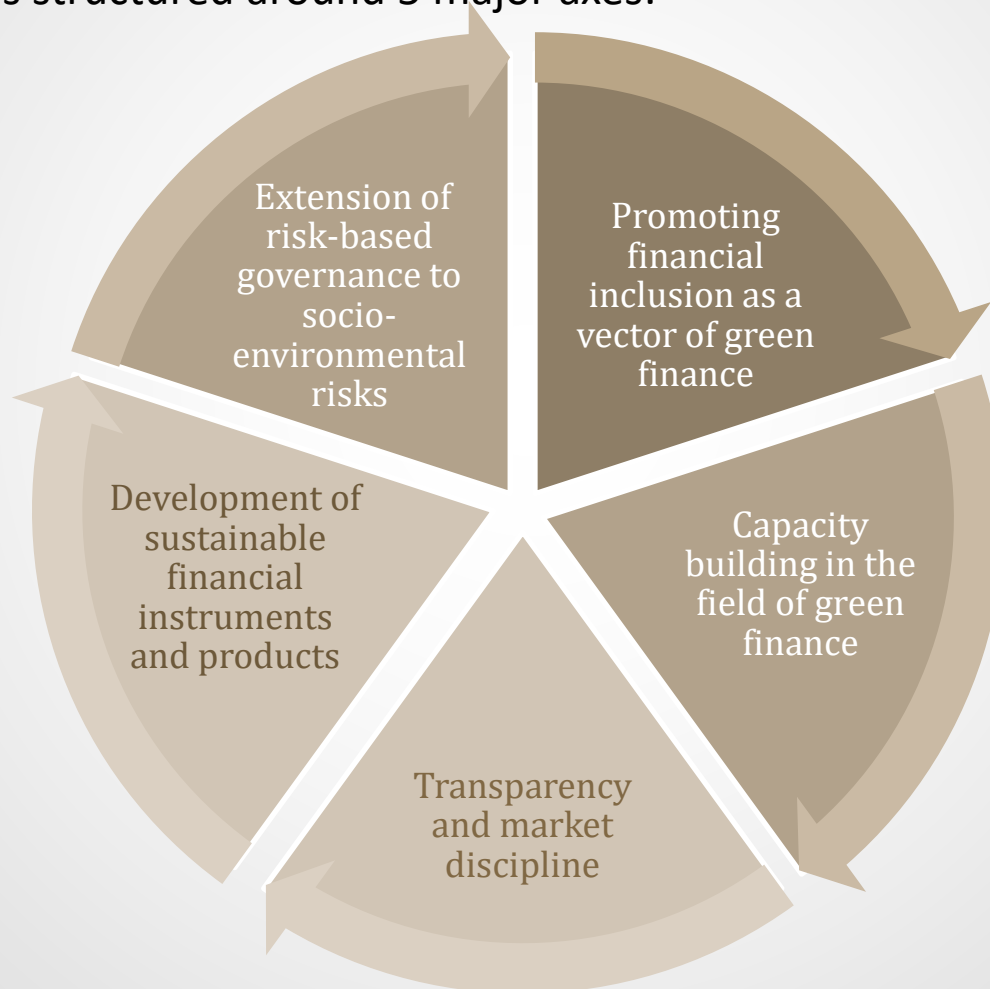 s structured around 5 major axes:
Extension of
risk-based
governance to
socio-
environmental
risks
Promoting
financial
inclusion as a
vector of green
finance
Development of
sustainable
financial
instruments
and products
Capacity
building in the
field of green
finance
Transparency
and market
discipline